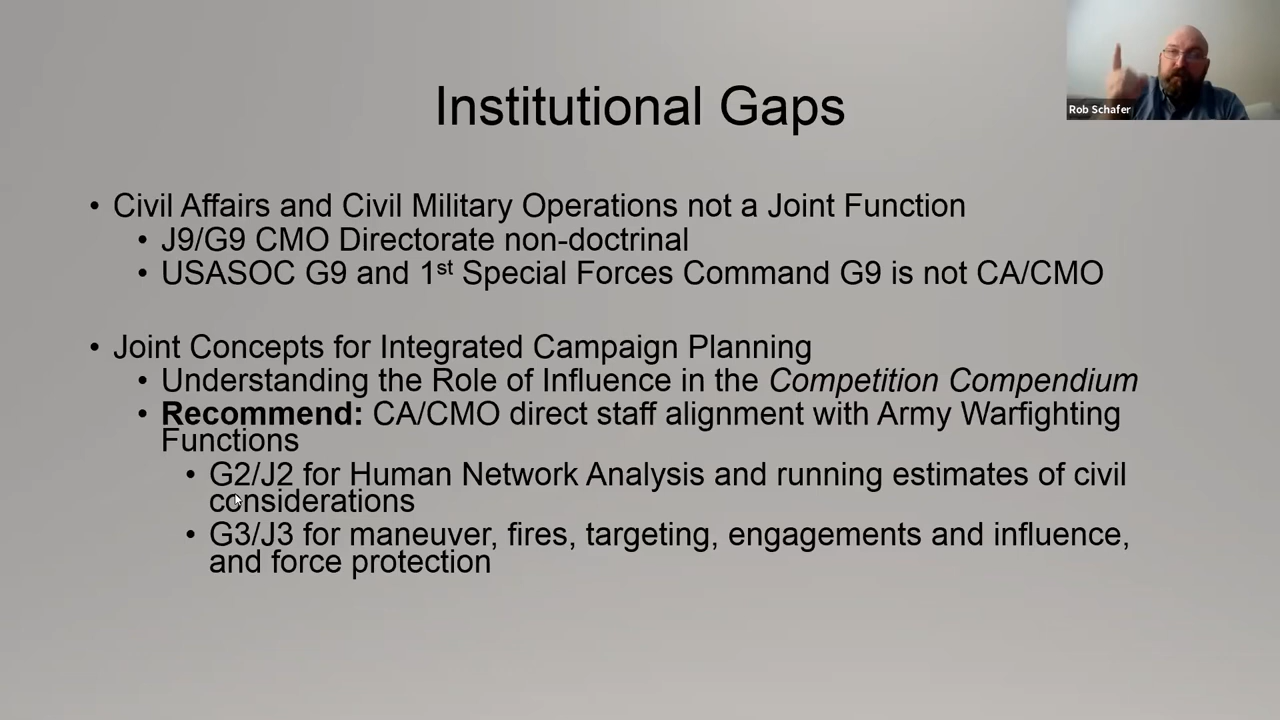 Institutional Gaps
Rob Schafer
• Civil Affairs and Civil Military Operations not a Joint Function
• J9/G9 CMO Directorate non-doctrinal
• USASOC G9 and 1st Special Forces Command G9 is not CA/CMO
• Joint Concepts for Integrated Campaign Planning
• Understanding the Role of Influence in the Competition Compendium
• Recommend: CA/CMO direct staff alignment with Army Warfighting
Functions
• G2/J2 for Human Network Analysis and running estimates of civil
considerations
• G3/J3 for maneuver, fires, targeting, engagements and influence,
and force protection